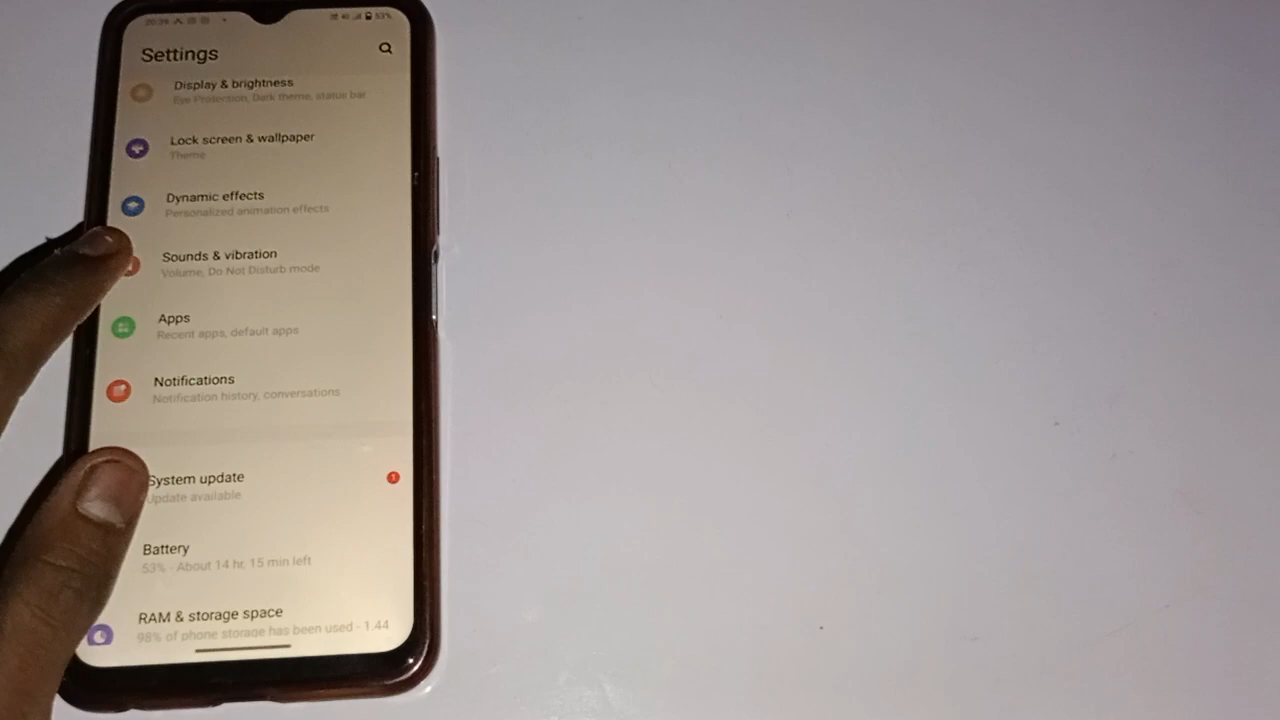 53%
Settings
Display & brightness
Eye Protection, Dark theme, status bar
Lock screen & wallpaper
Theme
Dynamic effects
Personalized animation effects
Sounds & vibration
Volume, Do Not Disturb mode
Apps
Recent apps, default apps
Notifications
Notification history, conversations
System update
1
Update available
Battery
53% - About 14 hr, 15 min left
RAM & storage space
98% of phone storage has been used - 1.44